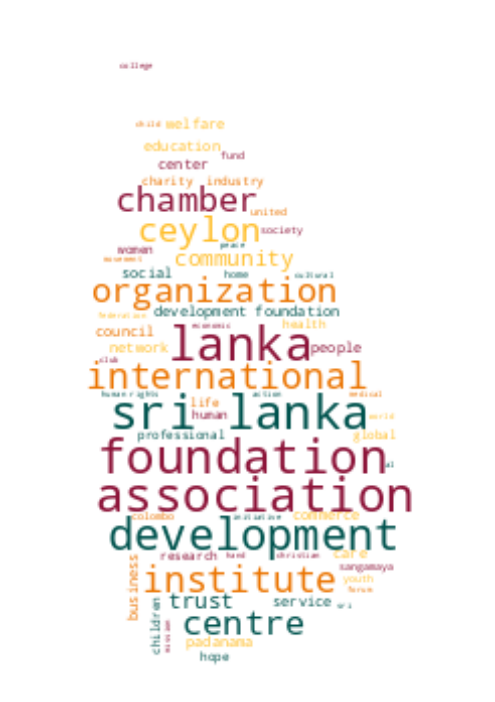 college
child welfare
education
center fund
charity industry
chamber
united
ceylon society
peace
women
community
movement
social home cultural
organization
development foundation
federation
economic health
council
lanka people
network
club
international
human rights action medical
life
sri lanka
human world
professional global
foundation
association
colombo initiative commerce
development
research hand christian care
sangamaya
business institute youth
forum
children trust service sri
mission centre
padanama
hope